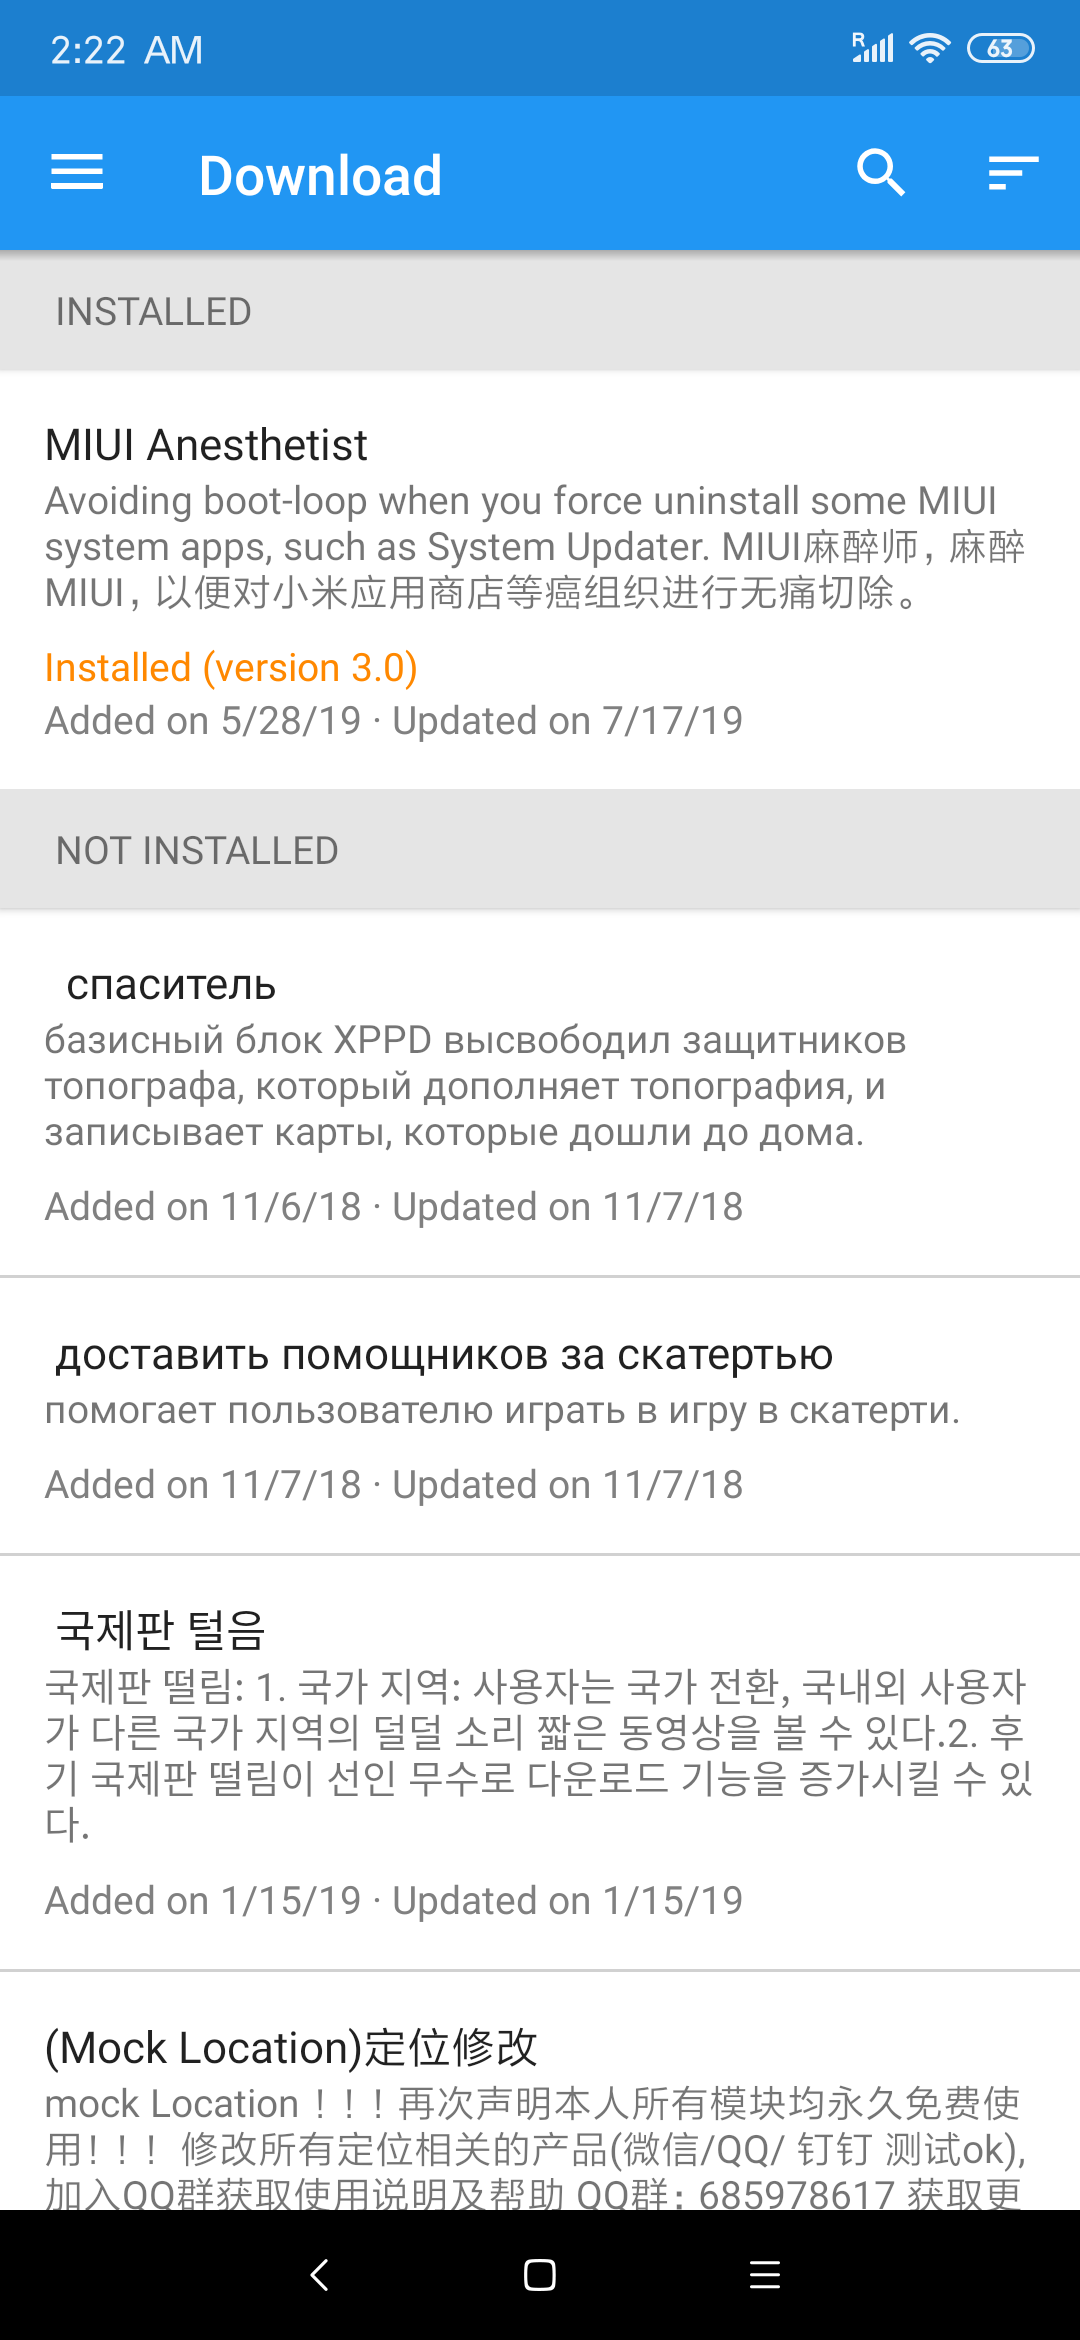 2:22 AM
R 63
Download
INSTALLED
MIUI Anesthetist
Avoiding boot-loop when you force uninstall some MIUI
system apps, such as System Updater. MIUI麻醉师，麻醉
MIUI，以便对小米应用商店等癌组织进行无痛切除。
Installed (version 3.0)
Added on 5/28/19 · Updated on 7/17/19
NOT INSTALLED
спаситель
базисный блок XPPD высвободил защитников
топографа, который дополняет топография, и
записывает карты, которые дошли до дома.
Added on 11/6/18 · Updated on 11/7/18
доставить помощников за скатертью
помогает пользователю играть в игру в скатерти.
Added on 11/7/18 · Updated on 11/7/18
국제판 털음
국제판 떨림: 1. 국가 지역: 사용자는 국가 전환, 국내외 사용자
가 다른 국가 지역의 덜덜 소리 짧은 동영상을 볼 수 있다.2. 후
기 국제판 떨림이 선인 무수로 다운로드 기능을 증가시킬 수 있
다.
Added on 1/15/19 · Updated on 1/15/19
(Mock Location)定位修改
mock Location！！！再次声明本人所有模块均永久免费使
用！！！ 修改所有定位相关的产品(微信/QQ/ 钉钉 测试ok),
加入QQ群获取使用说明及帮助 QQ群：685978617 获取更